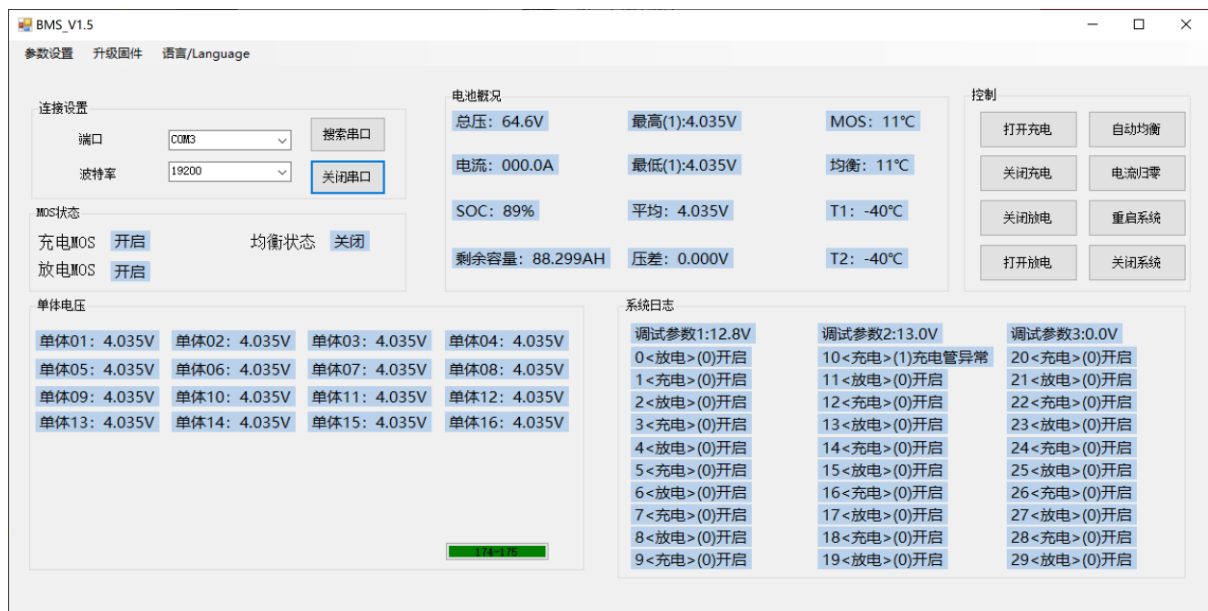 BMS_V1.5
参数设置 升级固件 语言/Language
连接设置
端口 COM3 搜索串口
波特率 19200 关闭串口
MOS状态
充电MOS 开启 均衡状态 关闭
放电MOS 开启
电池概况
总压：64.6V 最高(1):4.035V MOS：11℃
电流：000.0A 最低(1):4.035V 均衡：11℃
SOC：89% 平均：4.035V T1：-40℃
剩余容量：88.299AH 压差：0.000V T2：-40℃
控制
打开充电 自动均衡
关闭充电 电流归零
关闭放电 重启系统
打开放电 关闭系统
单体电压
单体01：4.035V 单体02：4.035V 单体03：4.035V 单体04：4.035V
单体05：4.035V 单体06：4.035V 单体07：4.035V 单体08：4.035V
单体09：4.035V 单体10：4.035V 单体11：4.035V 单体12：4.035V
单体13：4.035V 单体14：4.035V 单体15：4.035V 单体16：4.035V
174-175
系统日志
调试参数1:12.8V 调试参数2:13.0V 调试参数3:0.0V
0<放电>(0)开启 10<充电>(1)充电管异常 20<充电>(0)开启
1<充电>(0)开启 11<放电>(0)开启 21<放电>(0)开启
2<放电>(0)开启 12<充电>(0)开启 22<充电>(0)开启
3<充电>(0)开启 13<放电>(0)开启 23<放电>(0)开启
4<放电>(0)开启 14<充电>(0)开启 24<充电>(0)开启
5<充电>(0)开启 15<放电>(0)开启 25<放电>(0)开启
6<放电>(0)开启 16<充电>(0)开启 26<充电>(0)开启
7<充电>(0)开启 17<放电>(0)开启 27<放电>(0)开启
8<放电>(0)开启 18<充电>(0)开启 28<充电>(0)开启
9<充电>(0)开启 19<放电>(0)开启 29<放电>(0)开启